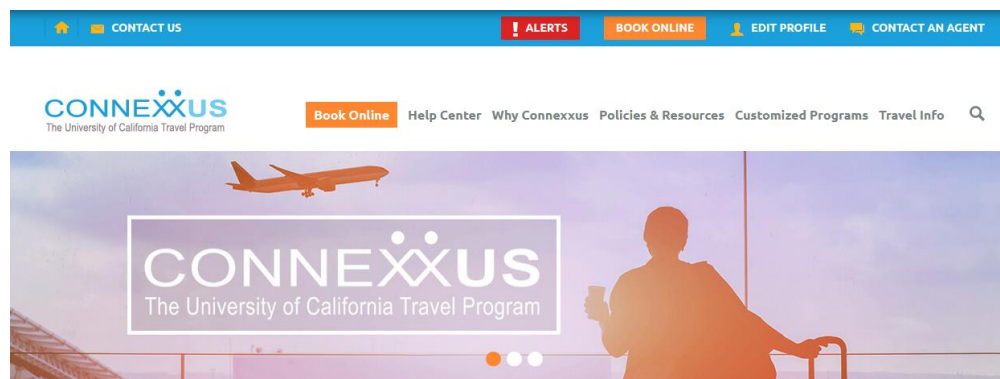 CONTACT US ALERTS BOOK ONLINE EDIT PROFILE CONTACT AN AGENT
CONNEXXUS
The University of California Travel Program
Book Online Help Center Why Connexxus Policies & Resources Customized Programs Travel Info
CONNEXXUS
The University of California Travel Program